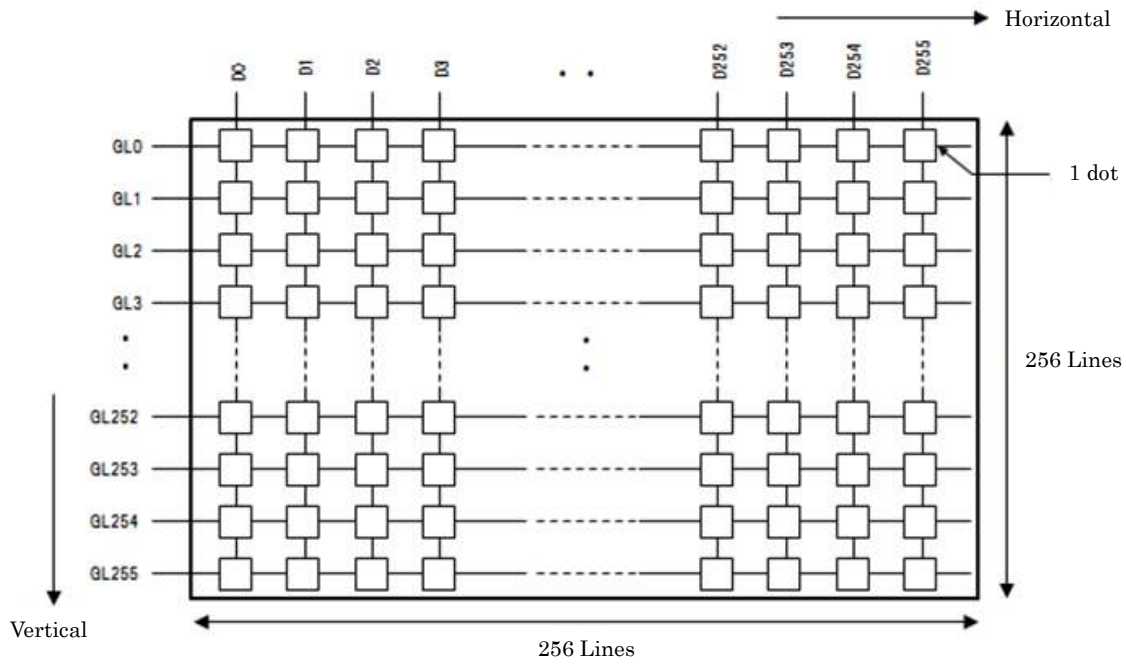 Horizontal
D0 D1 D2 D3 D252 D253 D254 D255
GL0
1 dot
GL1
GL2
GL3
256 Lines
GL252
GL253
GL254
GL255
Vertical
256 Lines